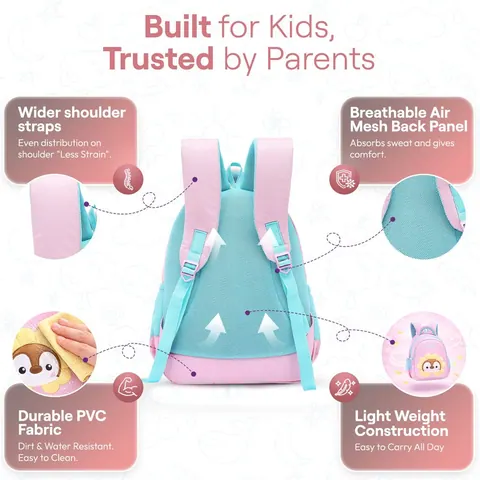 Built for Kids,
Trusted by Parents
Wider shoulder
straps
Even distribution on
shoulder "Less Strain".
Breathable Air
Mesh Back Panel
Absorbs sweat and gives
comfort.
Durable PVC
Fabric
Dirt & Water Resistant.
Easy to Clean.
Light Weight
Construction
Easy to Carry All Day